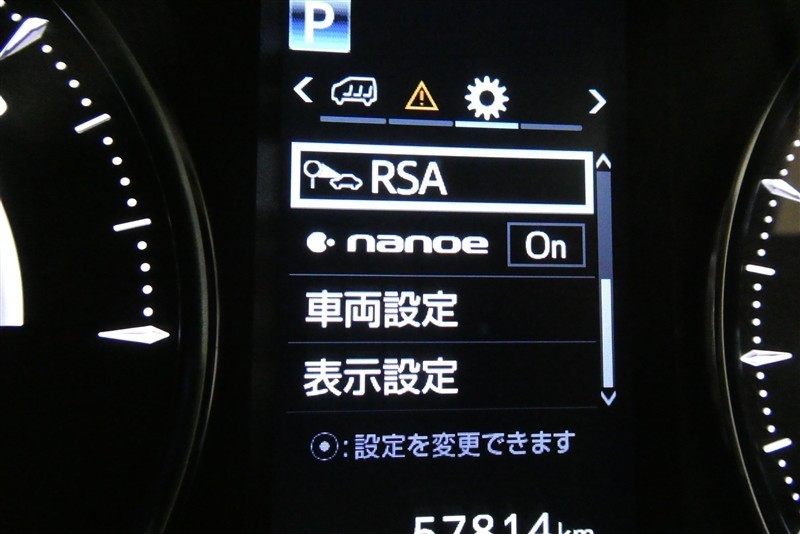 P
RSA
nanoe On
車両設定
表示設定
⦿:設定を変更できます
57814km